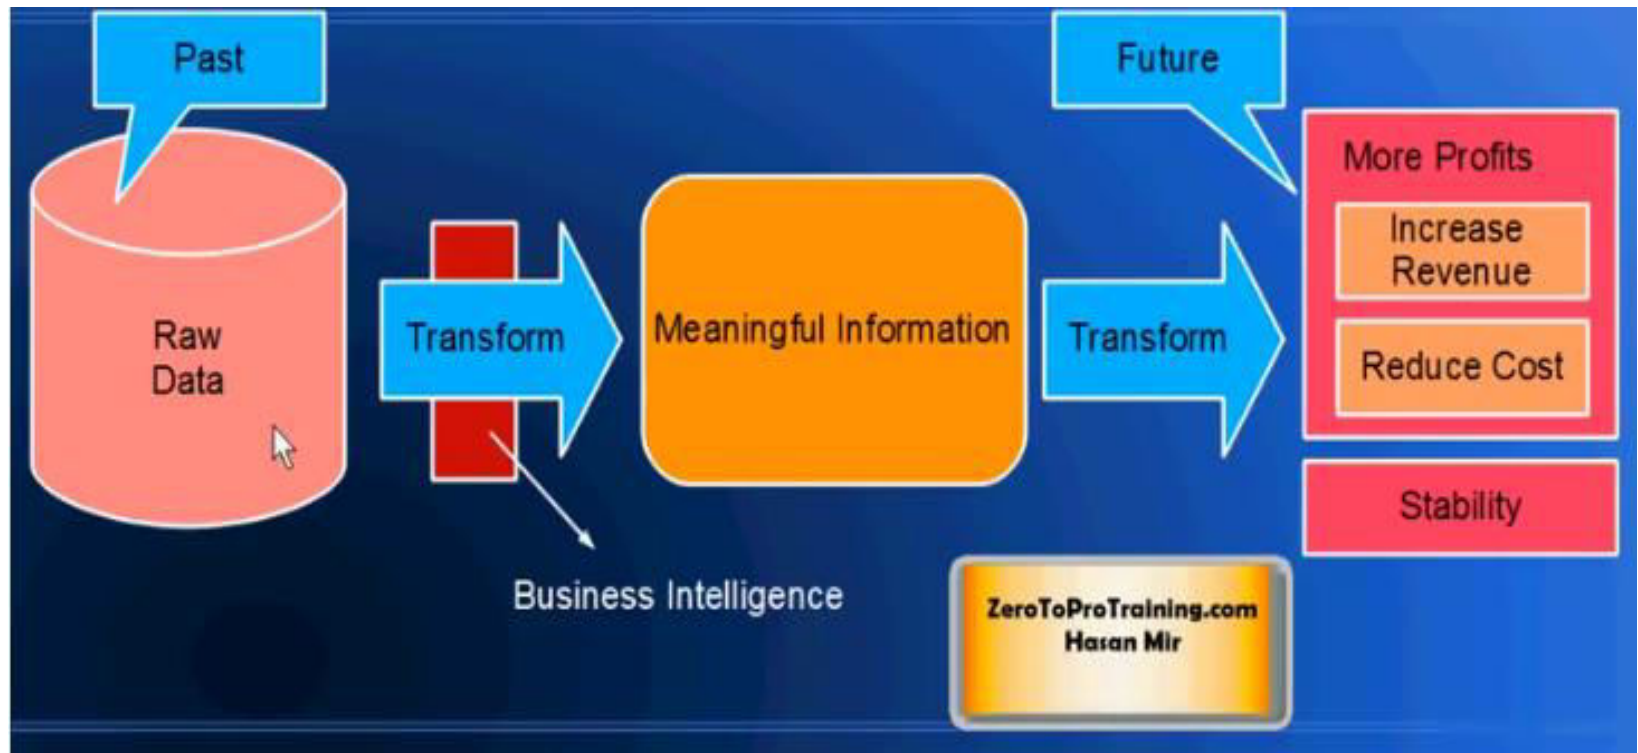 Past
Future
More Profits
Increase
Revenue
Raw
Data
Transform
Meaningful Information
Transform
Reduce Cost
Stability
Business Intelligence
ZeroToProTraining.com
Hasan Mir